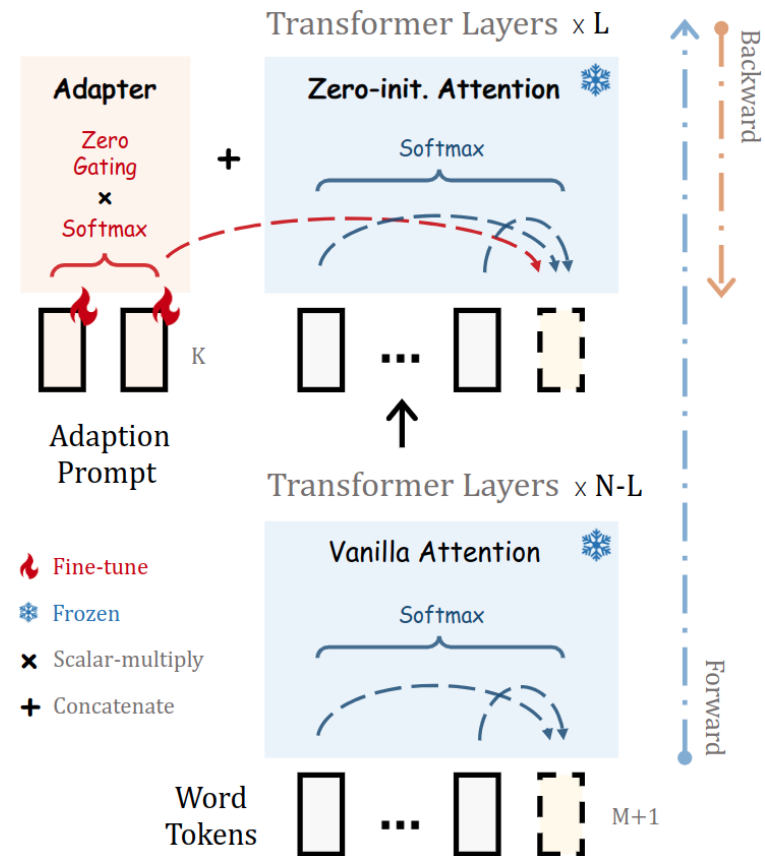 Transformer Layers × L
Adapter
Zero
Gating
×
Softmax
+
Zero-init. Attention
Softmax
Backward
K
...
Adaption
Prompt
Transformer Layers × N-L
Vanilla Attention
Softmax
Fine-tune
Frozen
× Scalar-multiply
+ Concatenate
Forward
Word
Tokens
...
M+1